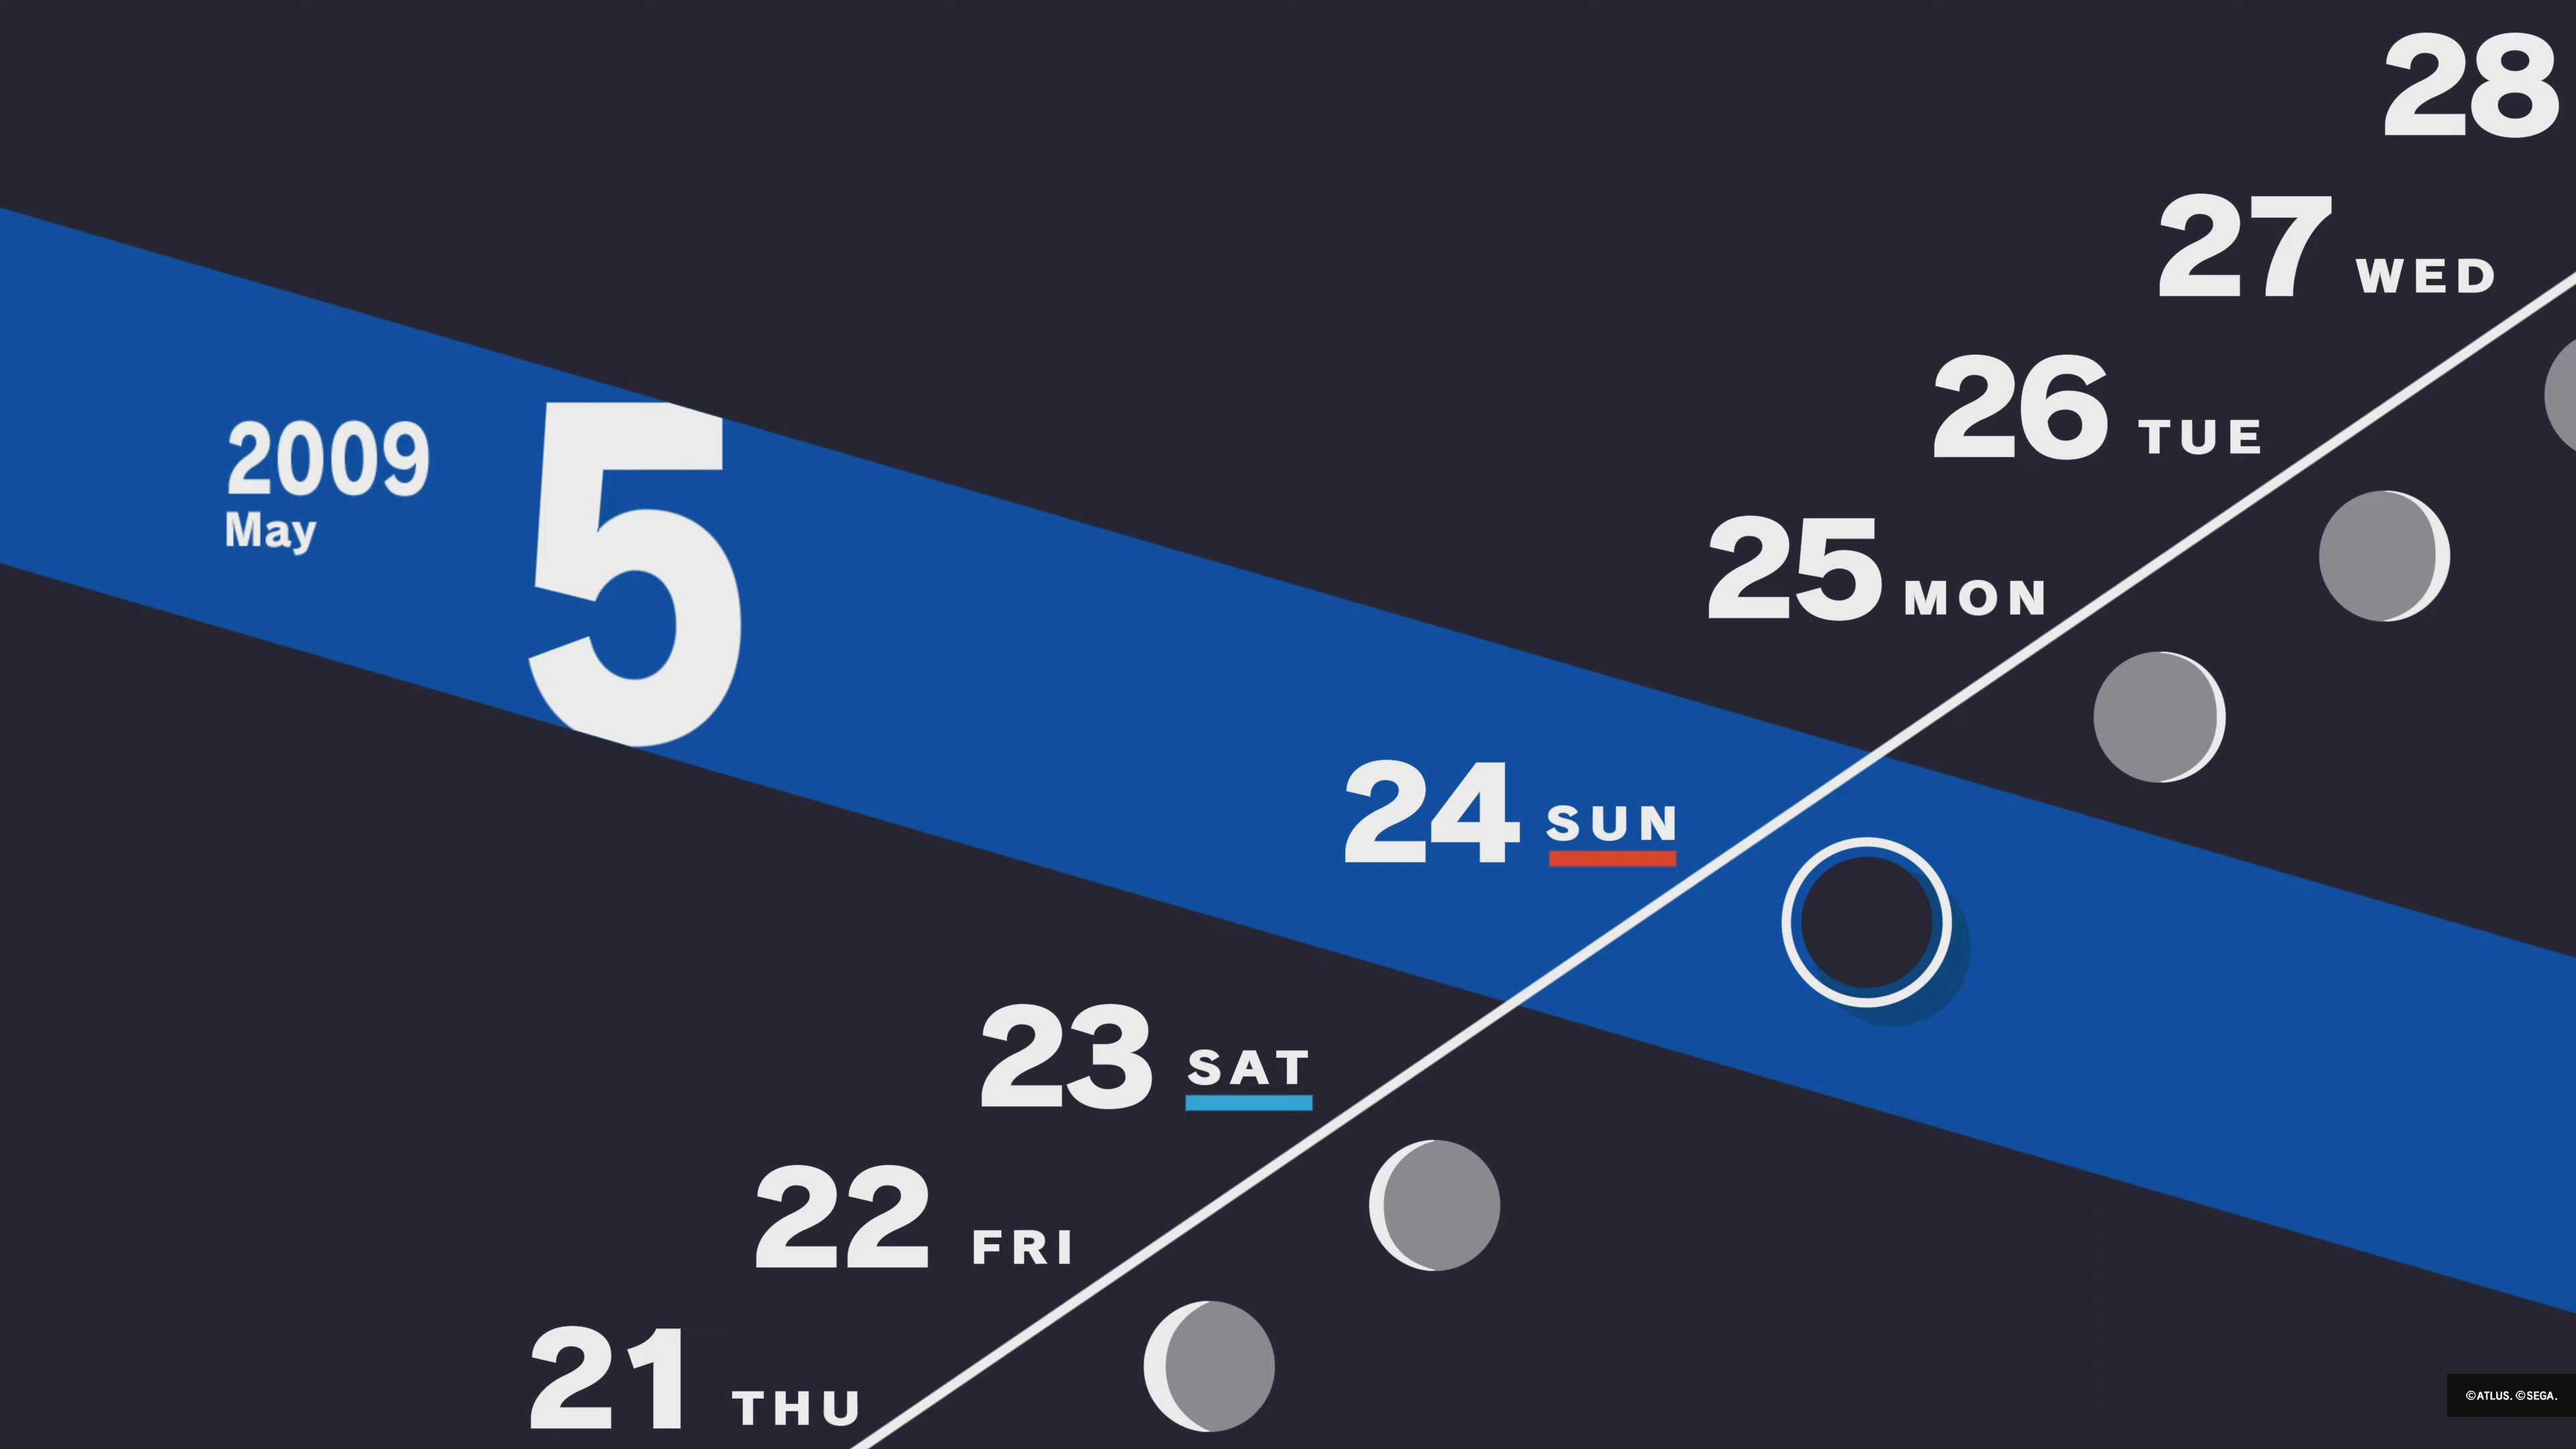 28
27 WED
26 TUE
2009
May
5
25 MON
24 SUN
23 SAT
22 FRI
21 THU
©ATLUS. ©SEGA.